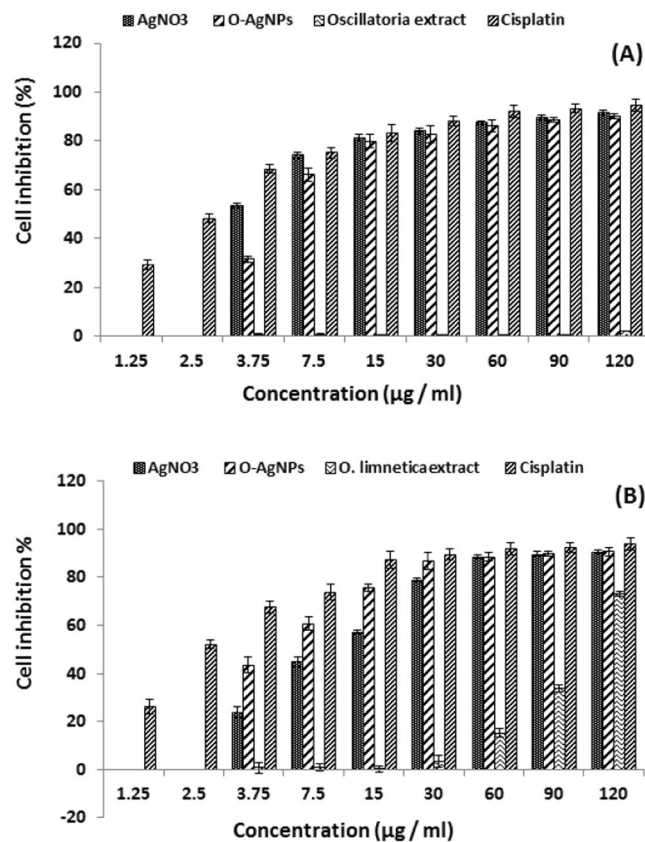 AgNO3 O-AgNPs Oscillatoria extract Cisplatin
(A)
120
100
80
60
40
20
0
Cell inhibition (%)
1.25 2.5 3.75 7.5 15 30 60 90 120
Concentration (µg / ml)
AgNO3 O-AgNPs O. limneticaextract Cisplatin
(B)
120
100
80
60
40
20
0
-20
Cell inhibition %
1.25 2.5 3.75 7.5 15 30 60 90 120
Concentration (µg / ml)